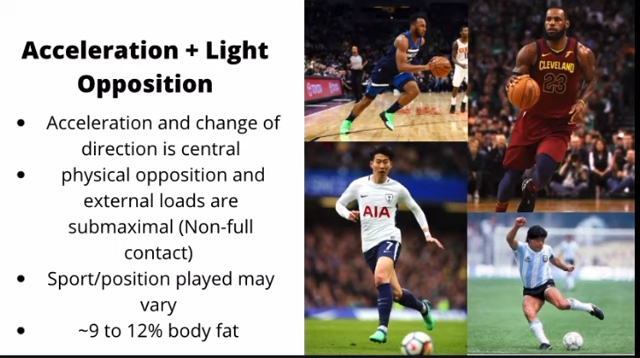 Acceleration + Light
Opposition
• Acceleration and change of
direction is central
• physical opposition and
external loads are
submaximal (Non-full
contact)
• Sport/position played may
vary
• ~9 to 12% body fat
CLEVELAND
23
AIA
7